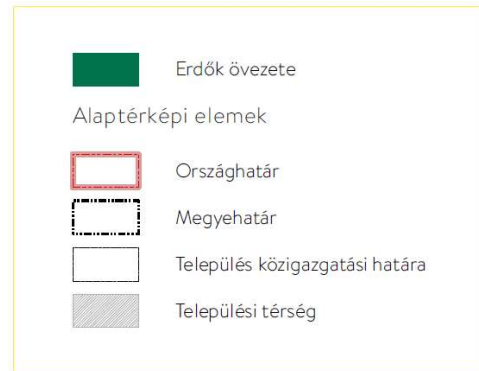 Erdők övezete
Alaptérképi elemek
Országhatár
Megyehatár
Település közigazgatási határa
Települési térség